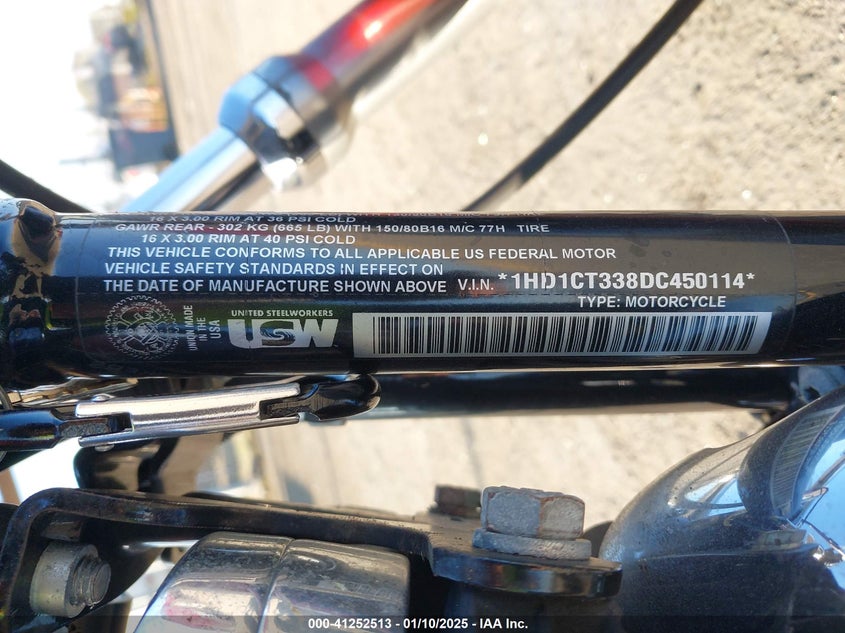 16 X 3.00 RIM AT 36 PSI COLD
GAWR REAR - 302 KG (665 LB) WITH 150/80B16 M/C 77H TIRE
16 X 3.00 RIM AT 40 PSI COLD
THIS VEHICLE CONFORMS TO ALL APPLICABLE US FEDERAL MOTOR
VEHICLE SAFETY STANDARDS IN EFFECT ON
THE DATE OF MANUFACTURE SHOWN ABOVE V.I.N. *1HD1CT338DC450114*
TYPE: MOTORCYCLE
UNION MADE
IN THE
USA
UNITED STEELWORKERS
USW
000-41252513 - 01/10/2025 - IAA Inc.